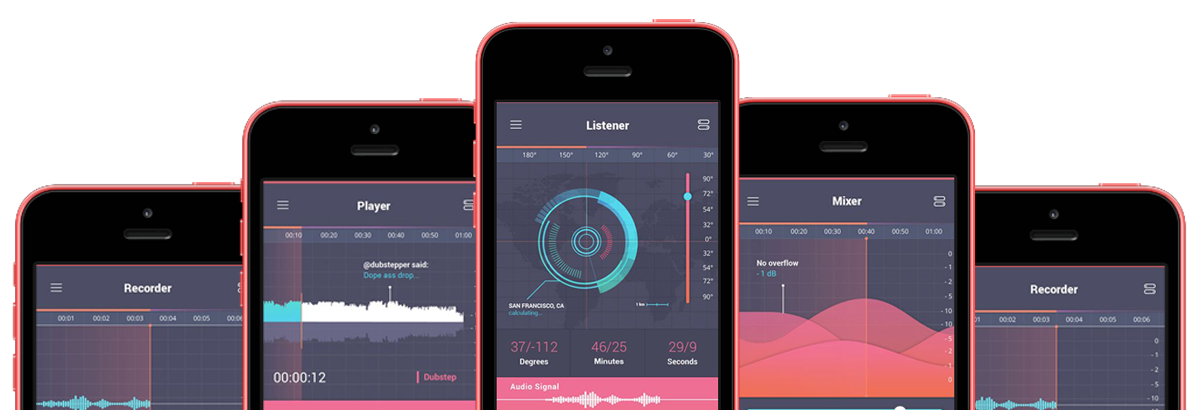 Recorder
00:01 00:02 00:03 00:04 00:05
Player
00:10 00:20 00:30 00:40 00:50 01:00
@dubstepper said:
Dope ass drop...
00:00:12
Dubstep
Listener
180° 150° 120° 90° 60° 30°
90°
72°
54°
32°
0°
32°
54°
72°
90°
SAN FRANCISCO, CA
calculating...
1 km
37/-112 46/25 29/9
Degrees Minutes Seconds
Audio Signal
Mixer
00:10 00:20 00:30 00:40 00:50 01:00
No overflow
- 1 dB
0
- 1
- 2
- 5
- 10
- 10
- 5
- 2
- 1
0
Recorder
00:02 00:03 00:04 00:05 00:06
0
- 1
- 2
- 5
- 10